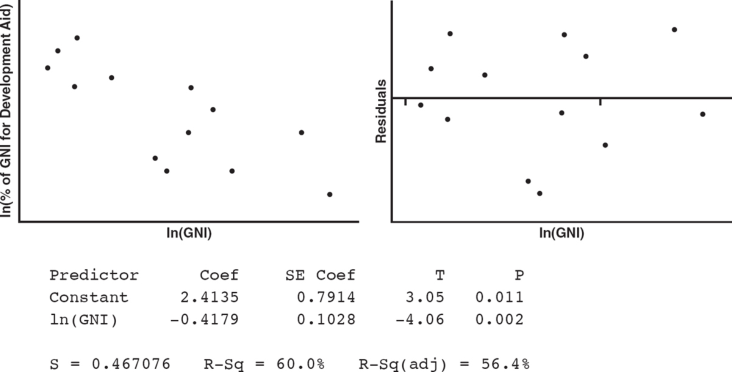 ln(% of GNI for Development Aid)
ln(GNI)
Residuals
ln(GNI)
Predictor Coef SE Coef T P
Constant 2.4135 0.7914 3.05 0.011
ln(GNI) −0.4179 0.1028 −4.06 0.002
S = 0.467076 R-Sq = 60.0% R-Sq(adj) = 56.4%